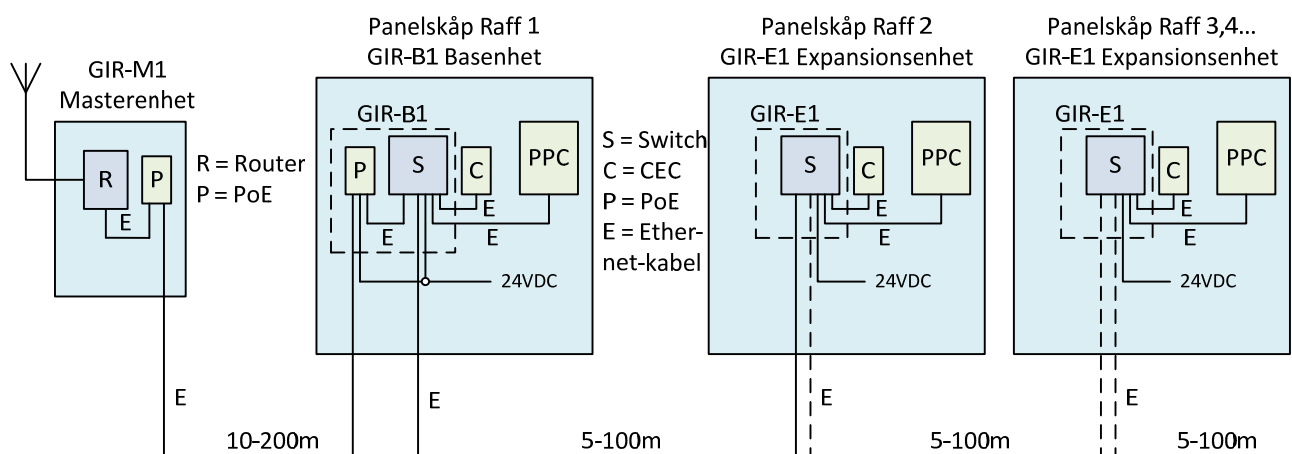 GIR-M1
Masterenhet
R
P
E
R = Router
P = PoE
E
10-200m
Panelskåp Raff 1
GIR-B1 Basenhet
GIR-B1
P
S
C
PPC
E
E
E
24VDC
E
5-100m
S = Switch
C = CEC
P = PoE
E = Ether-
net-kabel
Panelskåp Raff 2
GIR-E1 Expansionsenhet
GIR-E1
S
C
PPC
E
E
24VDC
E
5-100m
Panelskåp Raff 3,4...
GIR-E1 Expansionsenhet
GIR-E1
S
C
PPC
E
E
24VDC
E
5-100m